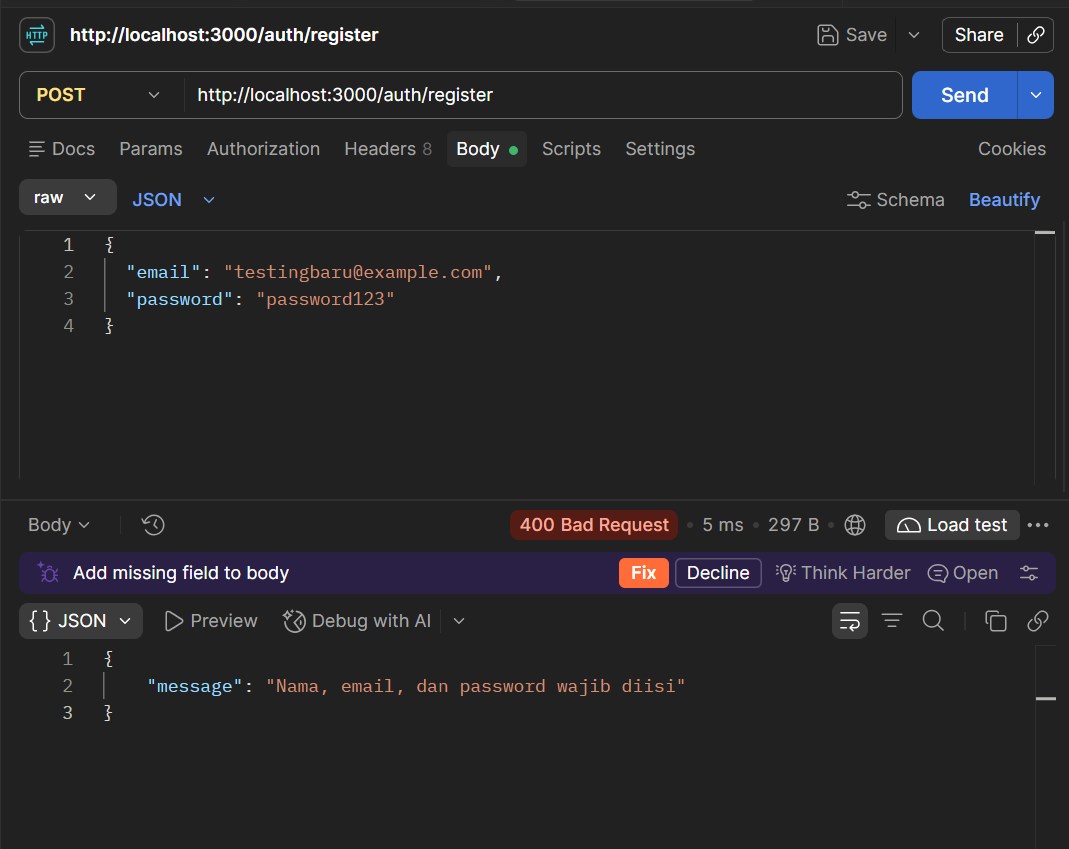 HTTP http://localhost:3000/auth/register Save Share
POST http://localhost:3000/auth/register Send
Docs Params Authorization Headers 8 Body Scripts Settings Cookies
raw JSON Schema Beautify
1 {
2 "email": "testingbaru@example.com",
3 "password": "password123"
4 }
Body 400 Bad Request • 5 ms • 297 B • Load test
Add missing field to body Fix Decline Think Harder Open
{} JSON Preview Debug with AI
1 {
2 "message": "Nama, email, dan password wajib diisi"
3 }